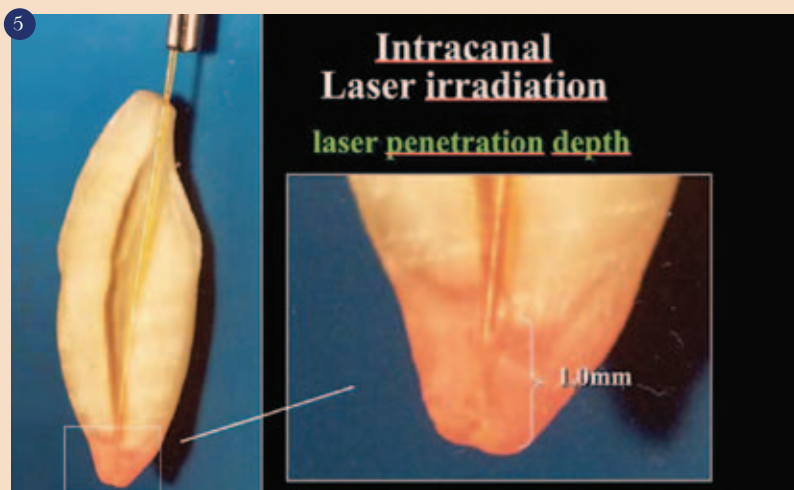 5
Intracanal
Laser irradiation
laser penetration depth
1.0mm